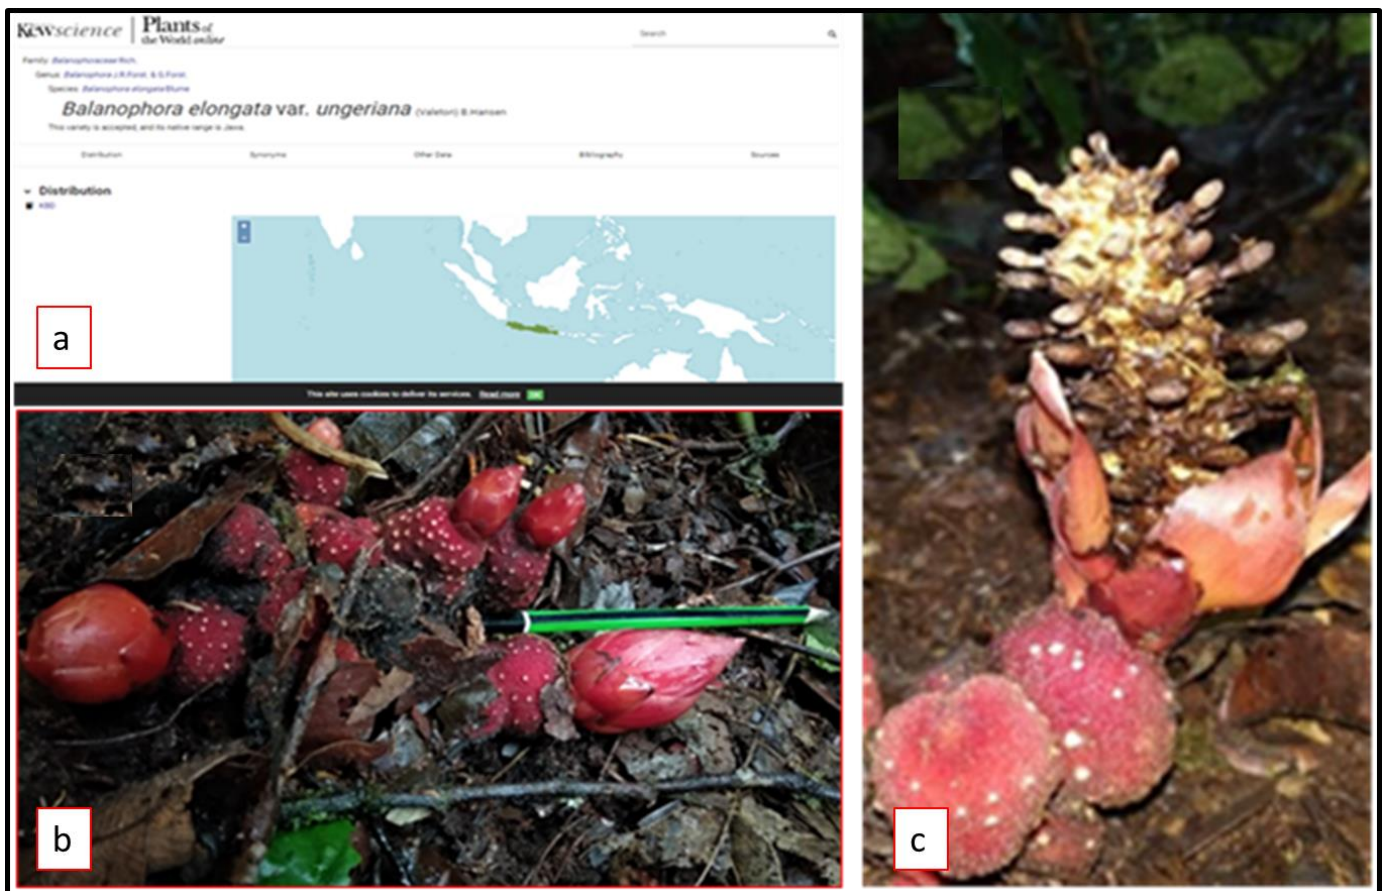 Kewscience | Plants of
the World online
Search
Family: Balanophoraceae Rich.
Genus: Balanophora J.R.Forst. & G.Forst.
Species: Balanophora elongata Blume
Balanophora elongata var. ungeriana (Valeton) B.Hansen
This variety is accepted, and its native range is Jawa.
Distribution Synonyms Other Data Bibliography Sources
Distribution
a
This site uses cookies to deliver its services. Read more OK
b
c